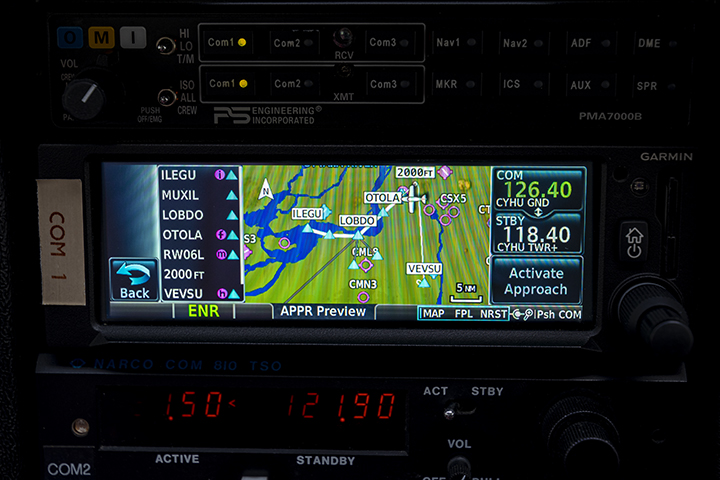 O M I
HI
LO
T/M
Com1 Com2 Com3
RCV
Nav1 Nav2 ADF DME
VOL
CREW
ISO
ALL
CREW
Com1 Com2 Com3
XMT
MKR ICS AUX SPR
PUSH
OFF/EMG
PS ENGINEERING®
INCORPORATED
PMA7000B
GARMIN
COM 1
ILEGU i
MUXIL
LOBDO
OTOLA f
RW06L m
2000FT
VEVSU h
Back
N
2000FT
OTOLA
CSX5
ILEGU
LOBDO
S3
CML9
VEVSU
CMN3
5 NM
COM
126.40
CYHU GND
STBY
118.40
CYHU TWR+
Activate
Approach
ENR
APPR Preview
MAP FPL NRST
Psh COM
NARCO COM 810 TSO
121.90
ACT STBY
VOL
COM2
ACTIVE
STANDBY